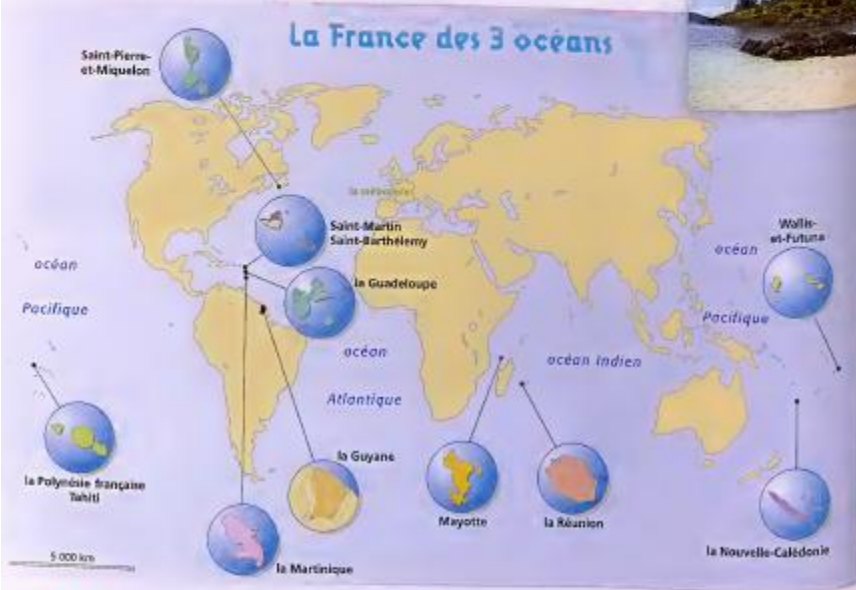 La France des 3 océans
Saint-Pierre-
et-Miquelon
la métropole
Saint-Martin
Saint-Barthélemy
Wallis-
et-Futuna
océan
Pacifique
océan
Pacifique
la Guadeloupe
océan
Atlantique
océan Indien
la Guyane
la Polynésie française
Tahiti
Mayotte
la Réunion
la Nouvelle-Calédonie
la Martinique
5 000 km